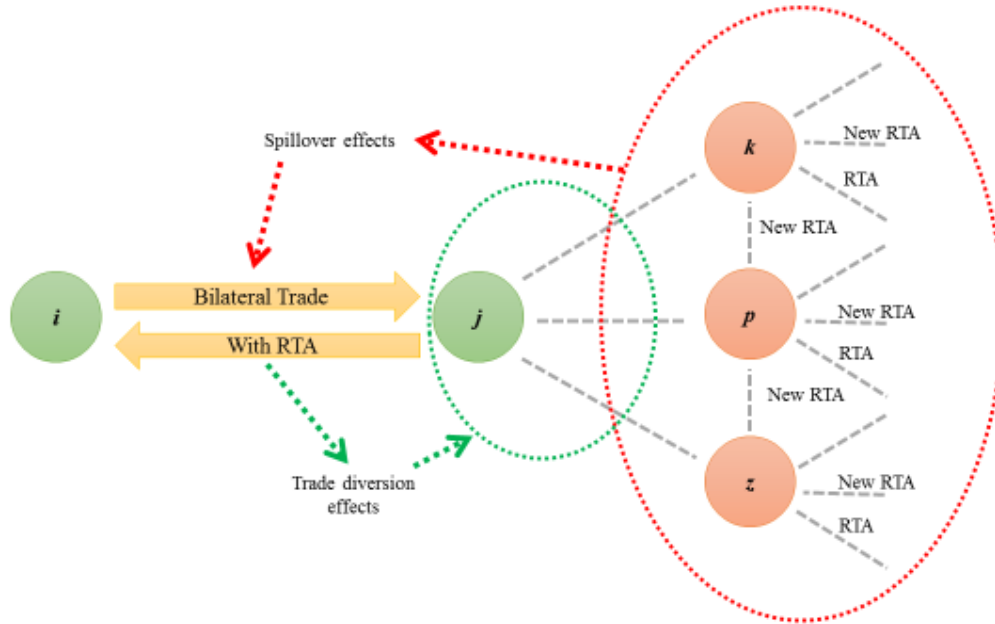 Spillover effects
k
New RTA
RTA
New RTA
i
Bilateral Trade
With RTA
j
p
New RTA
RTA
New RTA
Trade diversion
effects
z
New RTA
RTA